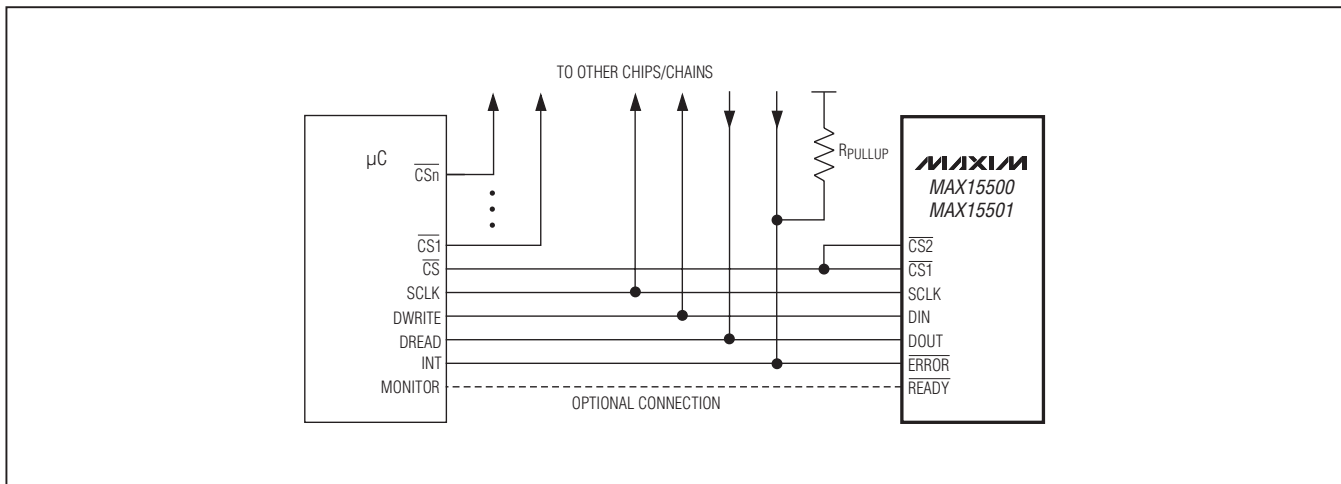 TO OTHER CHIPS/CHAINS
µC
CSn
CS1
CS
SCLK
DWRITE
DREAD
INT
MONITOR
RPULLUP
MAXIM
MAX15500
MAX15501
CS2
CS1
SCLK
DIN
DOUT
ERROR
READY
OPTIONAL CONNECTION